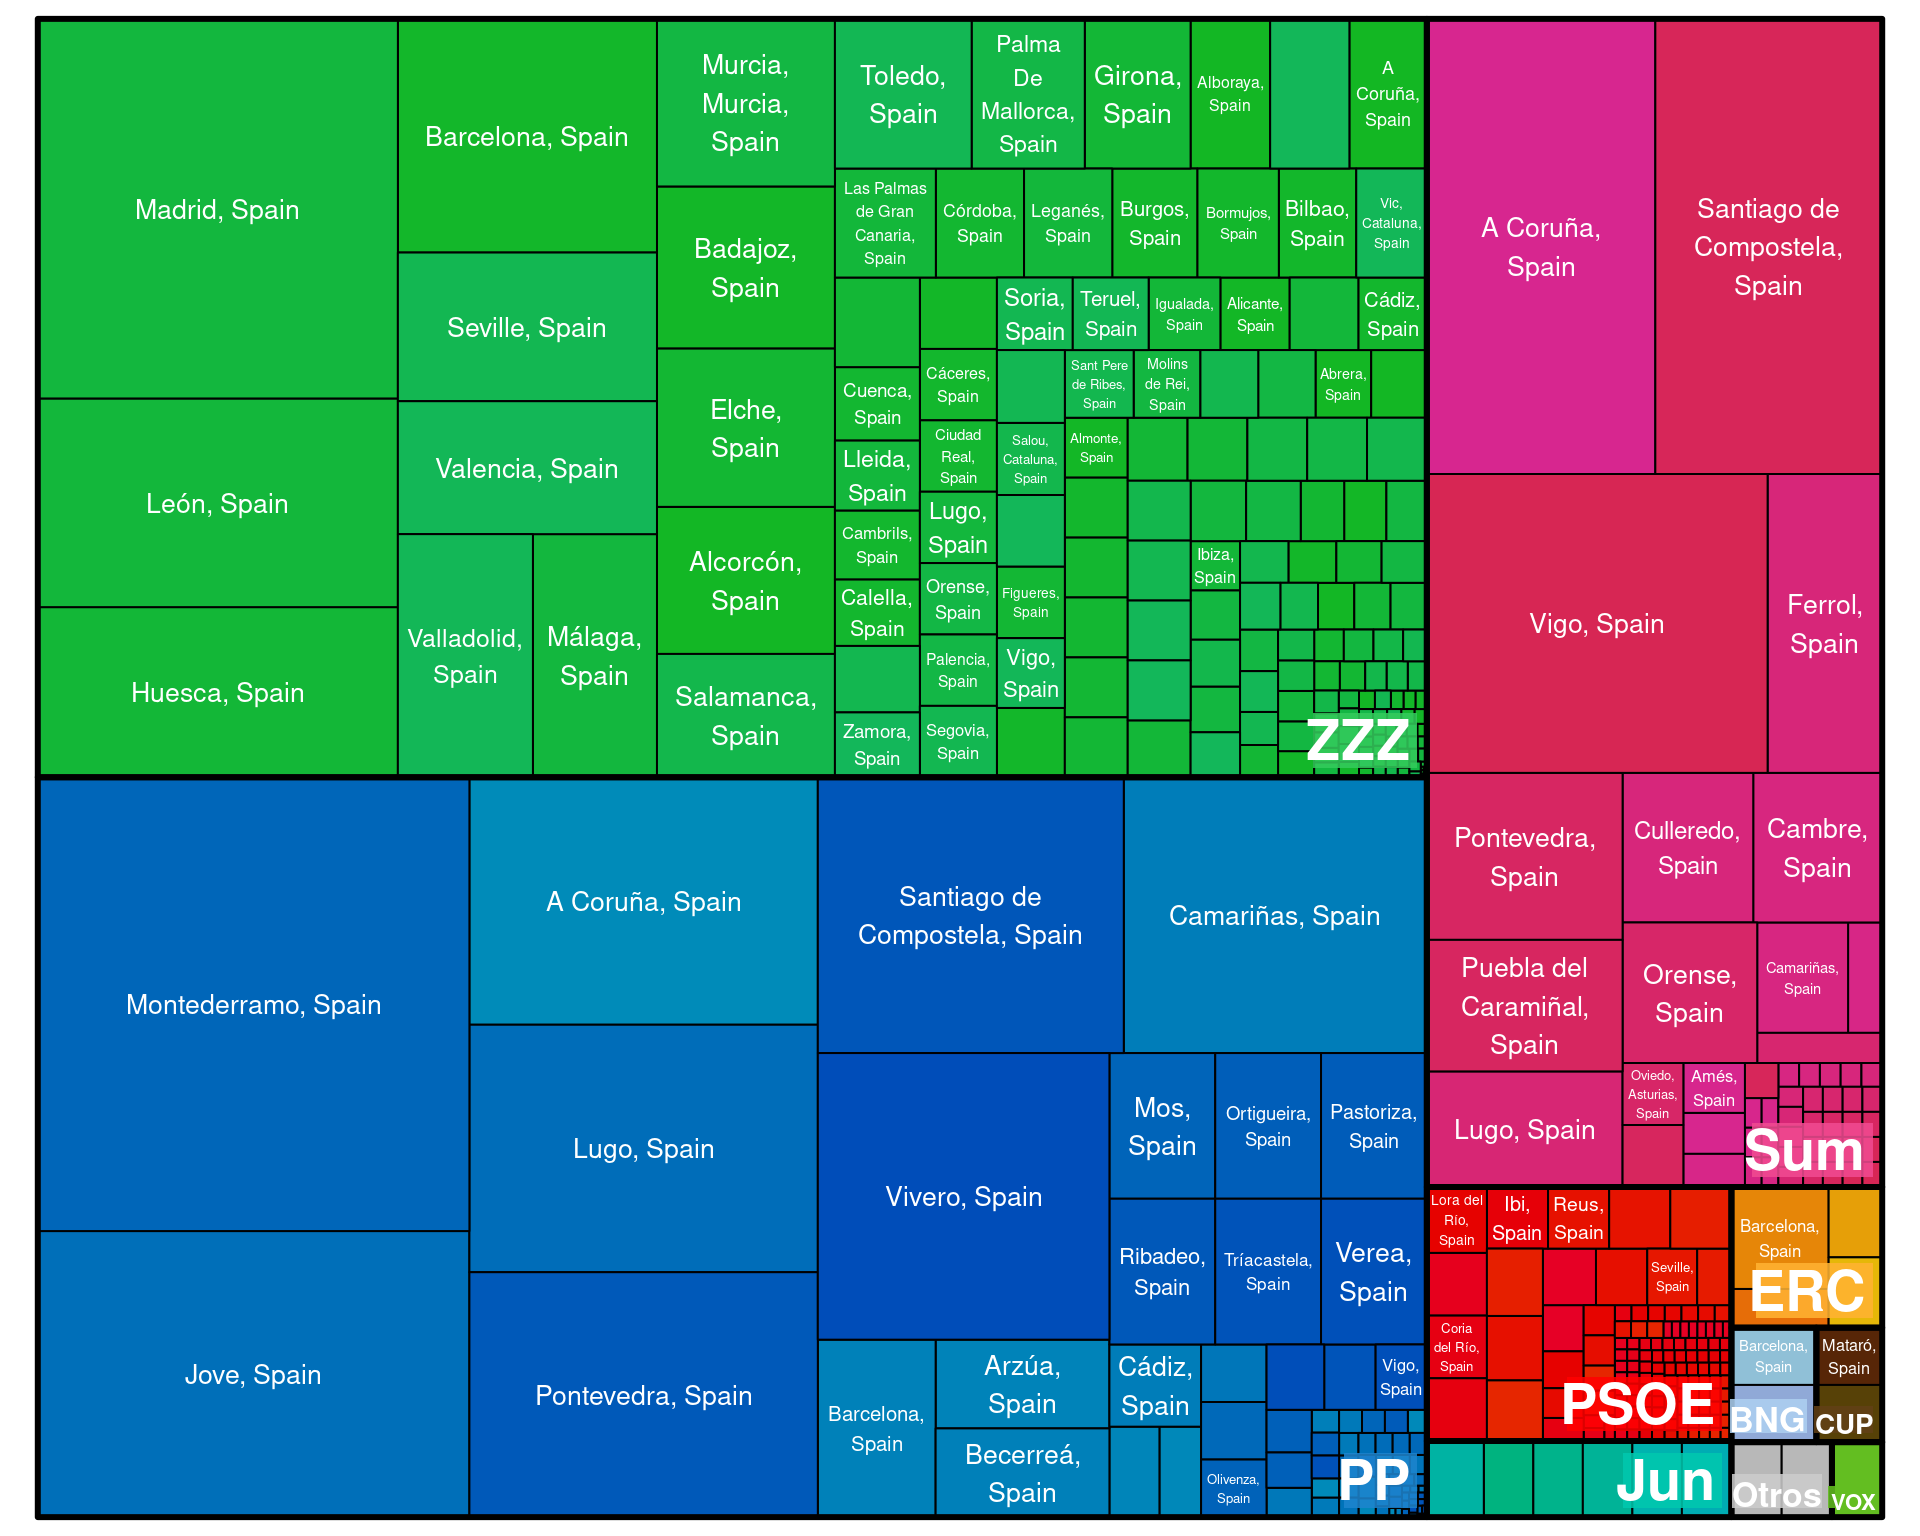 Madrid, Spain
León, Spain
Huesca, Spain
Barcelona, Spain
Seville, Spain
Valencia, Spain
Valladolid,
Spain
Málaga,
Spain
Murcia,
Murcia,
Spain
Badajoz,
Spain
Elche,
Spain
Alcorcón,
Spain
Salamanca,
Spain
Toledo,
Spain
Palma
De
Mallorca,
Spain
Girona,
Spain
Alboraya,
Spain
A
Coruña,
Spain
Las Palmas
de Gran
Canaria,
Spain
Córdoba,
Spain
Leganés,
Spain
Burgos,
Spain
Bormujos,
Spain
Bilbao,
Spain
Vic,
Cataluna,
Spain
Cuenca,
Spain
Lleida,
Spain
Cambrils,
Spain
Calella,
Spain
Zamora,
Spain
Cáceres,
Spain
Ciudad
Real,
Spain
Lugo,
Spain
Orense,
Spain
Palencia,
Spain
Segovia,
Spain
Soria,
Spain
Teruel,
Spain
Igualada,
Spain
Alicante,
Spain
Cádiz,
Spain
Salou,
Cataluna,
Spain
Figueres,
Spain
Vigo,
Spain
Sant Pere
de Ribes,
Spain
Molins
de Rei,
Spain
Abrera,
Spain
Almonte,
Spain
Ibiza,
Spain
ZZZ
Montederramo, Spain
Jove, Spain
A Coruña, Spain
Lugo, Spain
Pontevedra, Spain
Santiago de
Compostela, Spain
Camariñas, Spain
Vivero, Spain
Barcelona,
Spain
Arzúa,
Spain
Becerreá,
Spain
Mos,
Spain
Ortigueira,
Spain
Pastoriza,
Spain
Ribadeo,
Spain
Tríacastela,
Spain
Verea,
Spain
Cádiz,
Spain
Olivenza,
Spain
Vigo,
Spain
PP
A Coruña,
Spain
Santiago de
Compostela,
Spain
Vigo, Spain
Ferrol,
Spain
Pontevedra,
Spain
Puebla del
Caramiñal,
Spain
Lugo, Spain
Culleredo,
Spain
Cambre,
Spain
Orense,
Spain
Camariñas,
Spain
Oviedo,
Asturias,
Spain
Amés,
Spain
Sum
Lora del
Río,
Spain
Ibi,
Spain
Reus,
Spain
Coria
del Río,
Spain
Seville,
Spain
PSOE
Barcelona,
Spain
ERC
Barcelona,
Spain
BNG
Mataró,
Spain
CUP
Jun
Otros
VOX